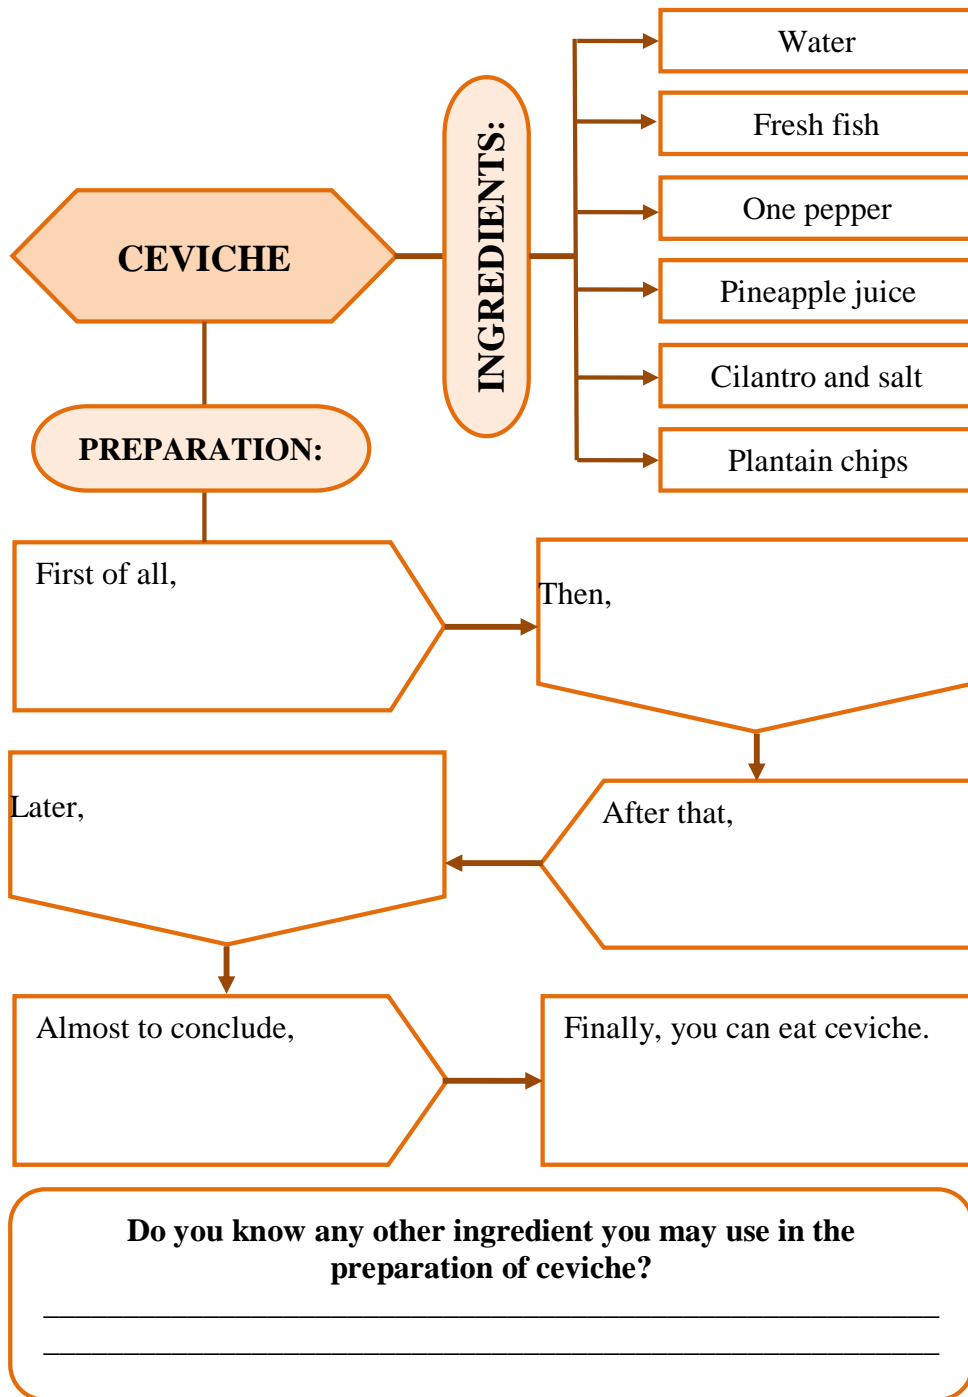 CEVICHE
INGREDIENTS:
Water
Fresh fish
One pepper
Pineapple juice
Cilantro and salt
Plantain chips
PREPARATION:
First of all,
Then,
After that,
Later,
Almost to conclude,
Finally, you can eat ceviche.
Do you know any other ingredient you may use in the
preparation of ceviche?